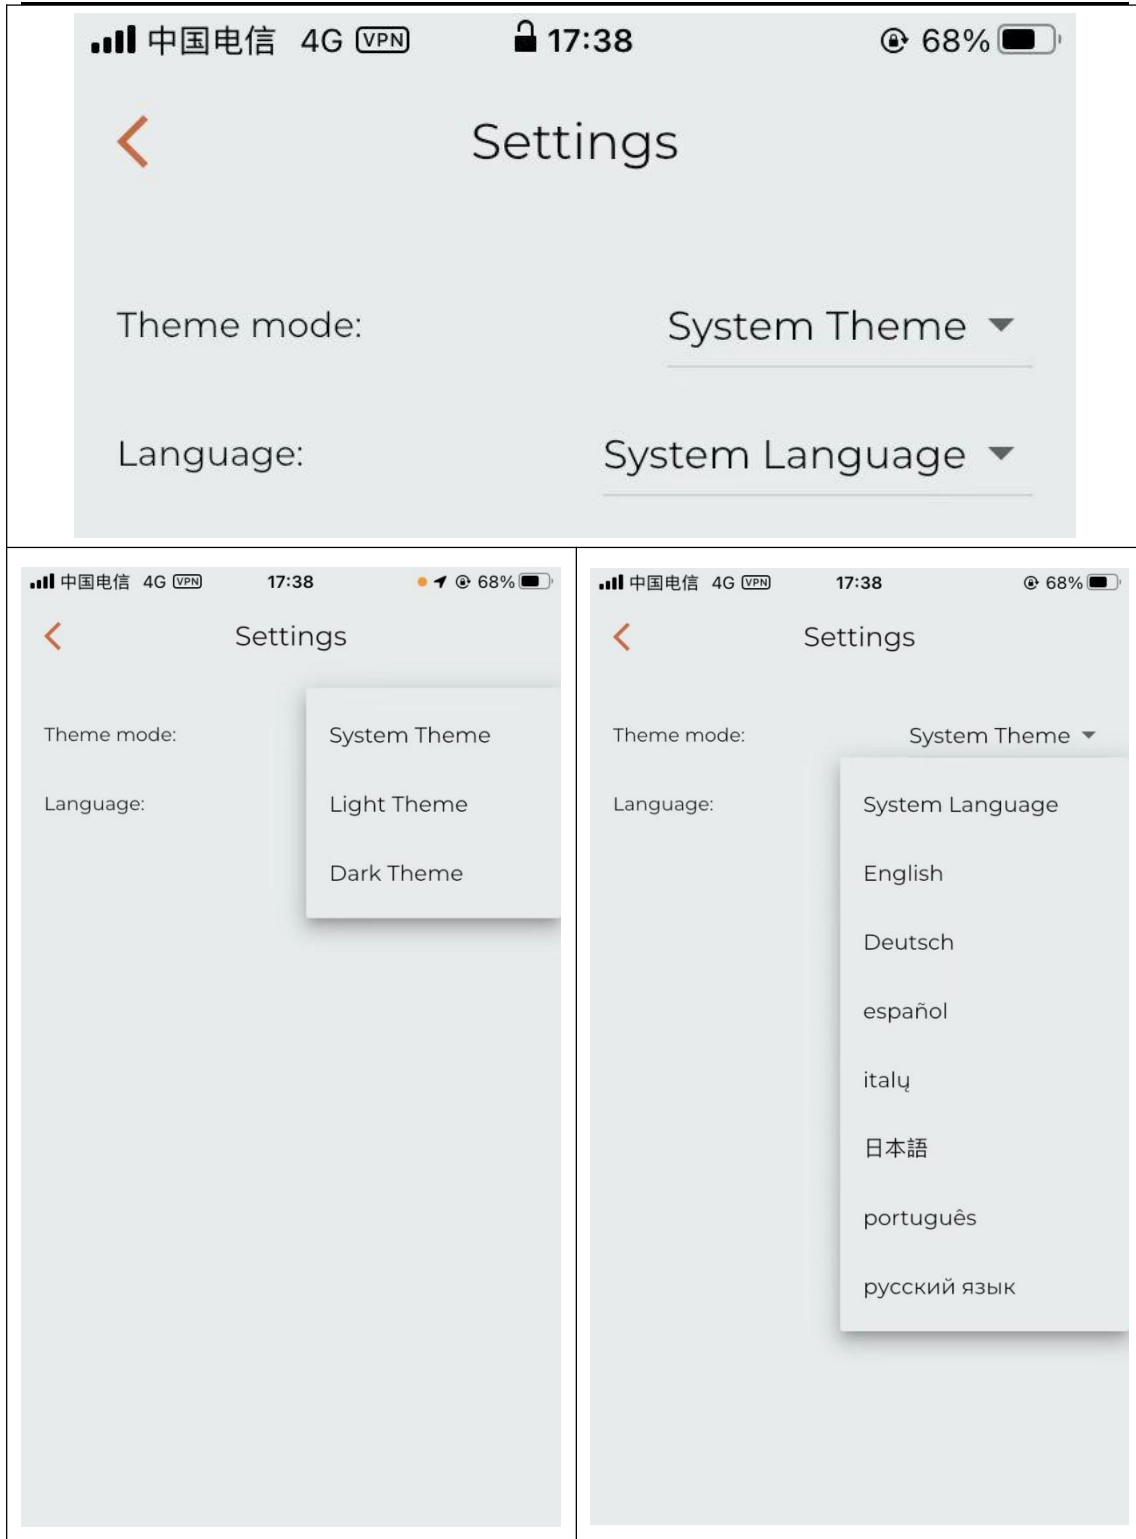 中国电信 4G VPN 17:38 68%
Settings
Theme mode: System Theme
Language: System Language
中国电信 4G VPN 17:38 68%
Settings
Theme mode: System Theme
Language: Light Theme
Dark Theme
中国电信 4G VPN 17:38 68%
Settings
Theme mode: System Theme
Language: System Language
English
Deutsch
español
italų
日本語
português
русский язык